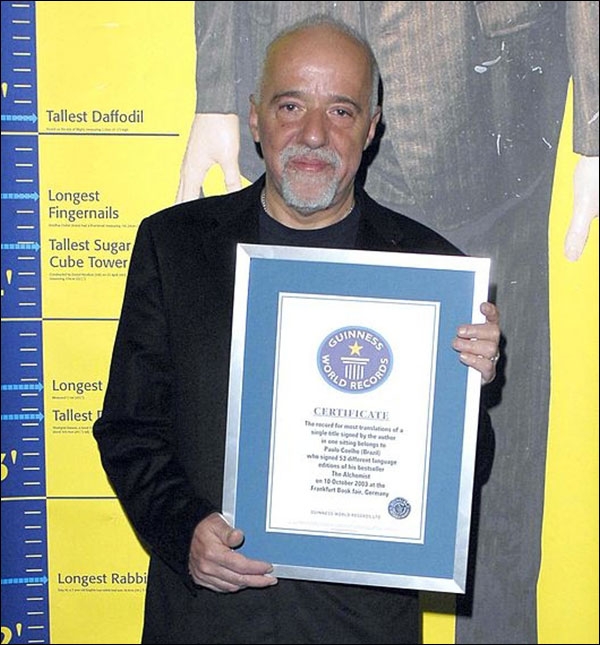 Tallest Daffodil
Longest
Fingernails
Tallest Sugar
Cube Tower
2'
Longest
Tallest
3'
Longest Rabbi
GUINNESS
WORLD RECORDS
CERTIFICATE
The record for most translations of a
single title signed by the author
in one sitting belongs to
Paulo Coelho (Brazil)
who signed 53 different language
editions of his bestseller
The Alchemist
on 10 October 2003 at the
Frankfurt Book fair, Germany
GUINNESS WORLD RECORDS LTD